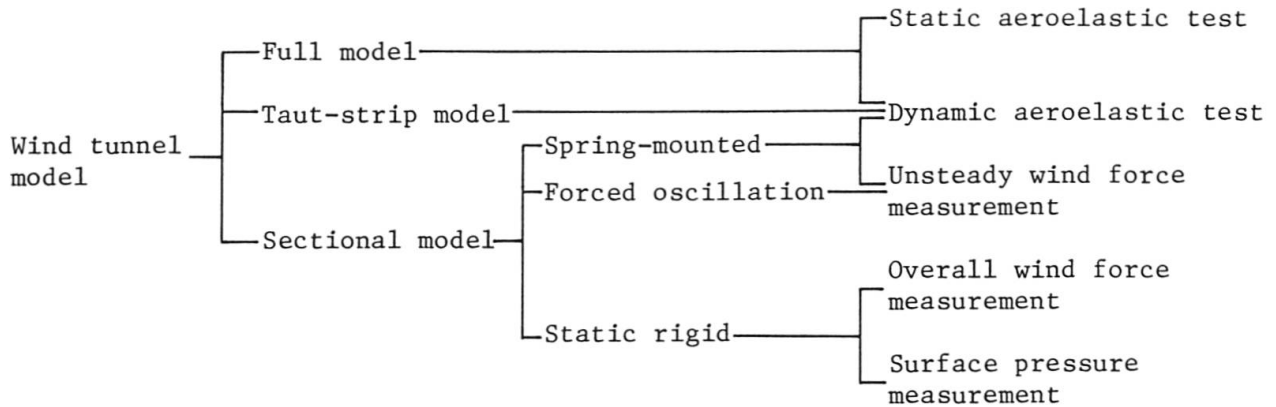 Static aeroelastic test
Full model
Taut-strip model
Dynamic aeroelastic test
Wind tunnel
model
Spring-mounted
Forced oscillation
Unsteady wind force
measurement
Sectional model
Overall wind force
measurement
Static rigid
Surface pressure
measurement